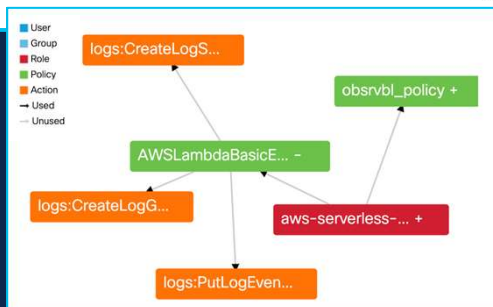 User
Group
Role
Policy
Action
Used
Unused
logs:CreateLogS...
obsrvbl_policy +
AWSLambdaBasicE... -
logs:CreateLogG...
aws-serverless-... +
logs:PutLogEven...